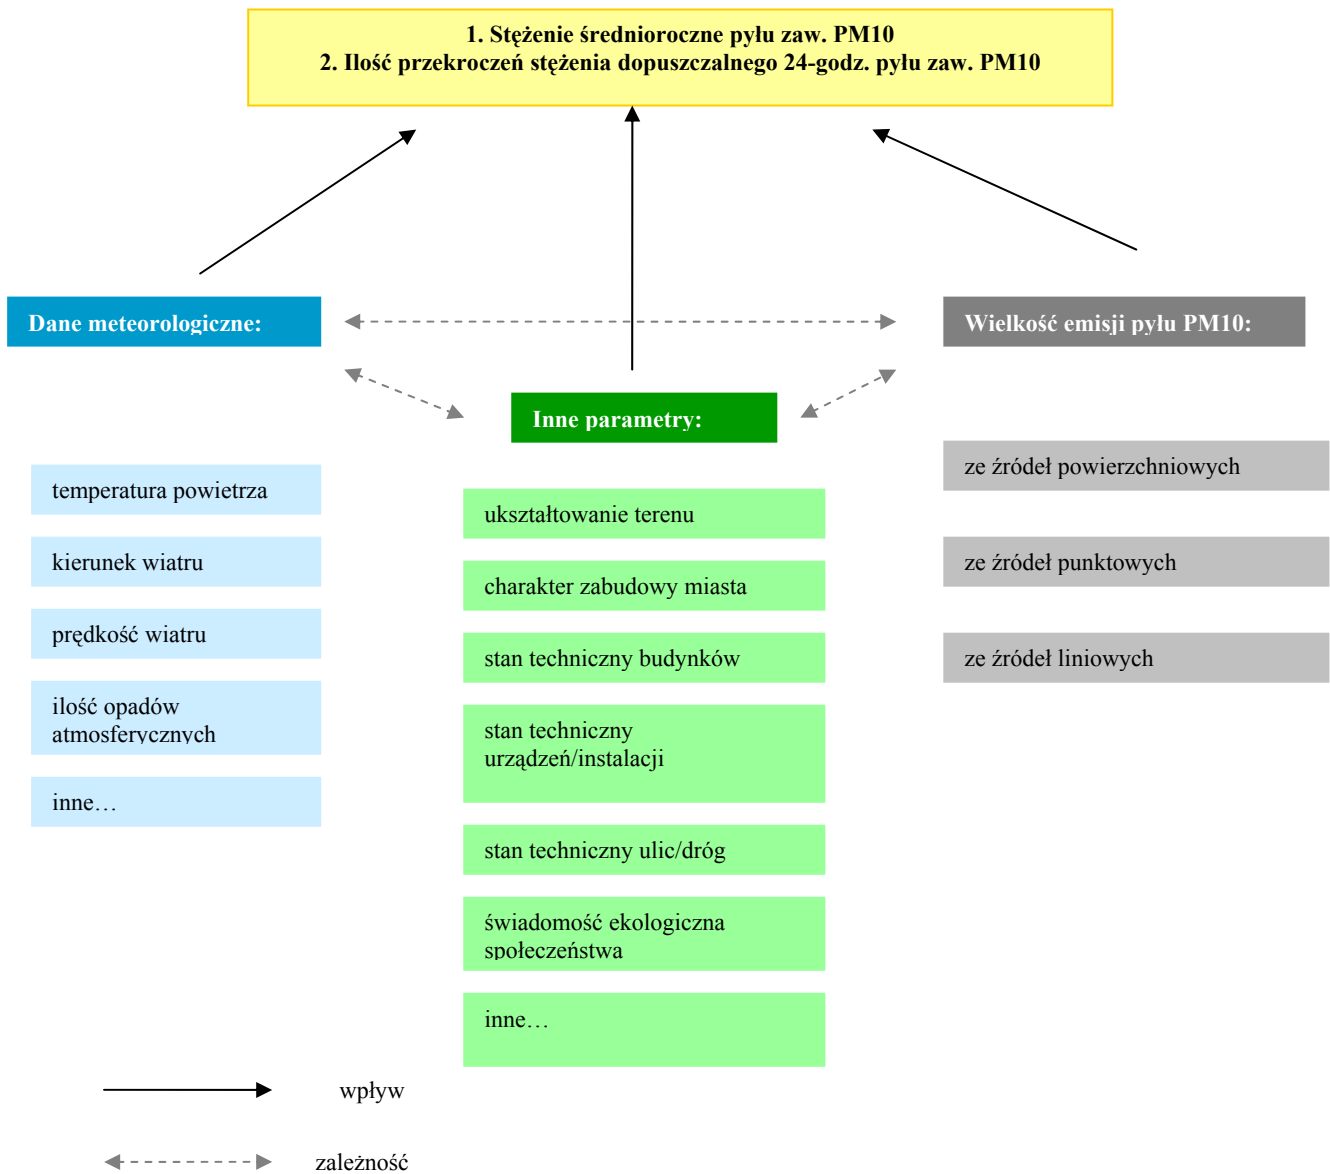 1. Stężenie średnioroczne pyłu zaw. PM10
2. Ilość przekroczeń stężenia dopuszczalnego 24-godz. pyłu zaw. PM10
Dane meteorologiczne:
Wielkość emisji pyłu PM10:
Inne parametry:
temperatura powietrza
kierunek wiatru
prędkość wiatru
ilość opadów
atmosferycznych
inne…
ukształtowanie terenu
charakter zabudowy miasta
stan techniczny budynków
stan techniczny
urządzeń/instalacji
stan techniczny ulic/dróg
świadomość ekologiczna
społeczeństwa
inne…
ze źródeł powierzchniowych
ze źródeł punktowych
ze źródeł liniowych
wpływ
zależność